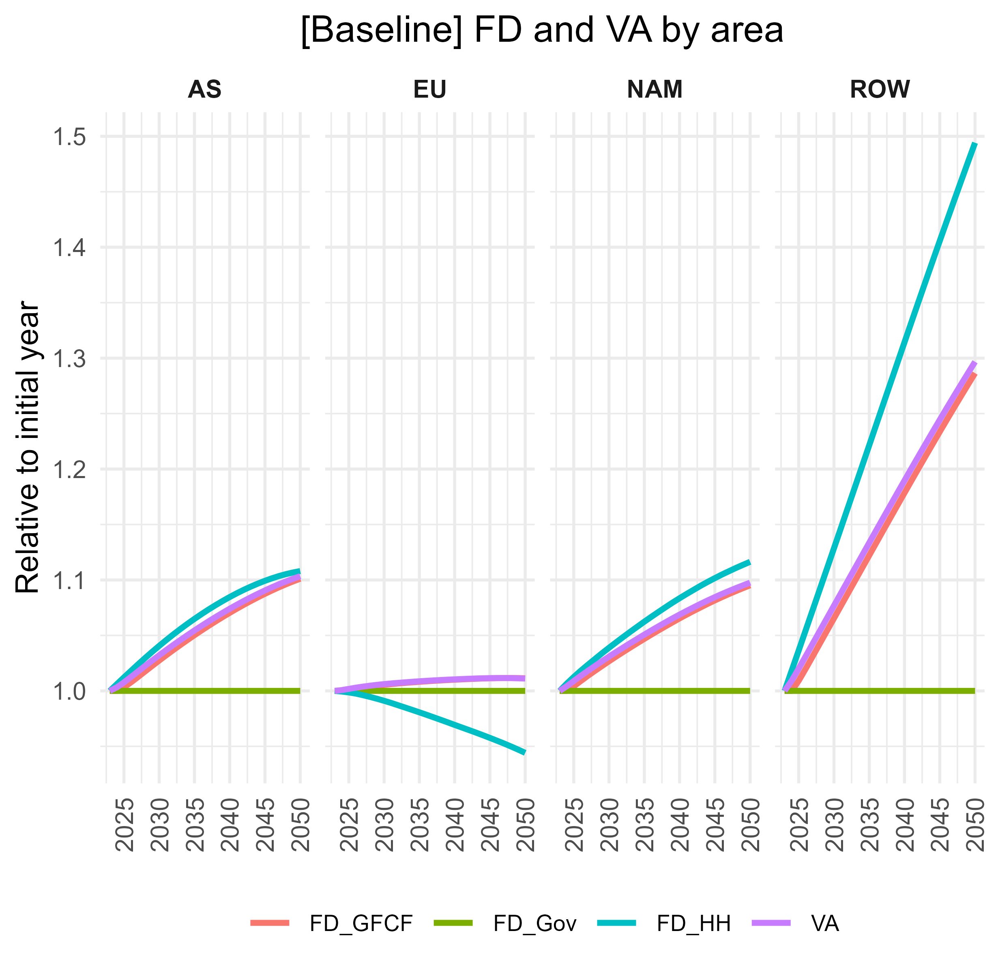 [Baseline] FD and VA by area
AS EU NAM ROW
Relative to initial year
1.5
1.4
1.3
1.2
1.1
1.0
2025 2030 2035 2040 2045 2050 2025 2030 2035 2040 2045 2050 2025 2030 2035 2040 2045 2050 2025 2030 2035 2040 2045 2050
FD_GFCF FD_Gov FD_HH VA